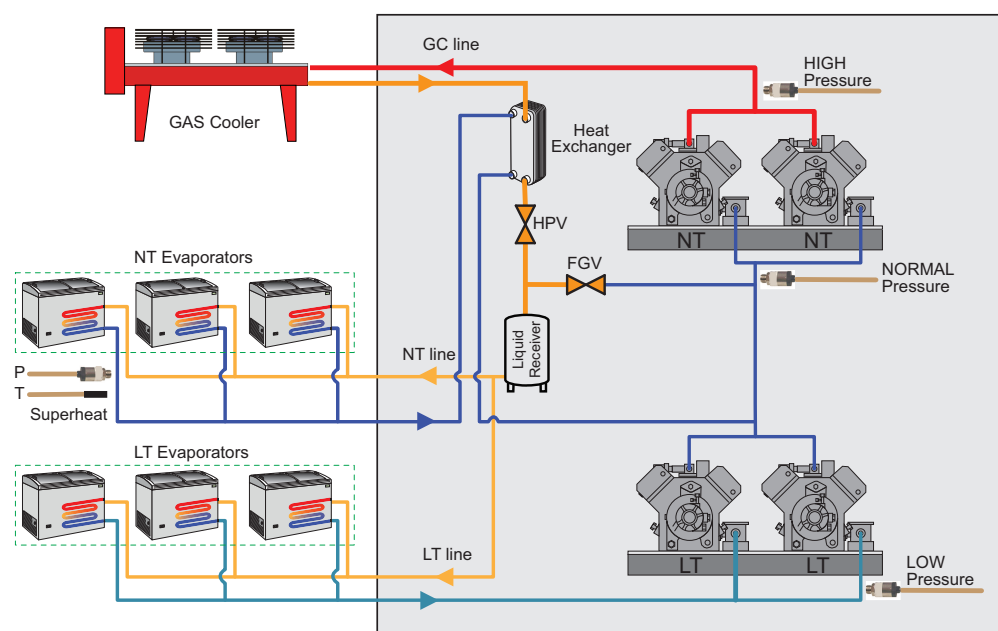 GC line
HIGH
Pressure
GAS Cooler
Heat
Exchanger
HPV
NT
NT
NT Evaporators
FGV
NORMAL
Pressure
NT line
Liquid
Receiver
P
T
Superheat
LT Evaporators
LT line
LT
LT
LOW
Pressure